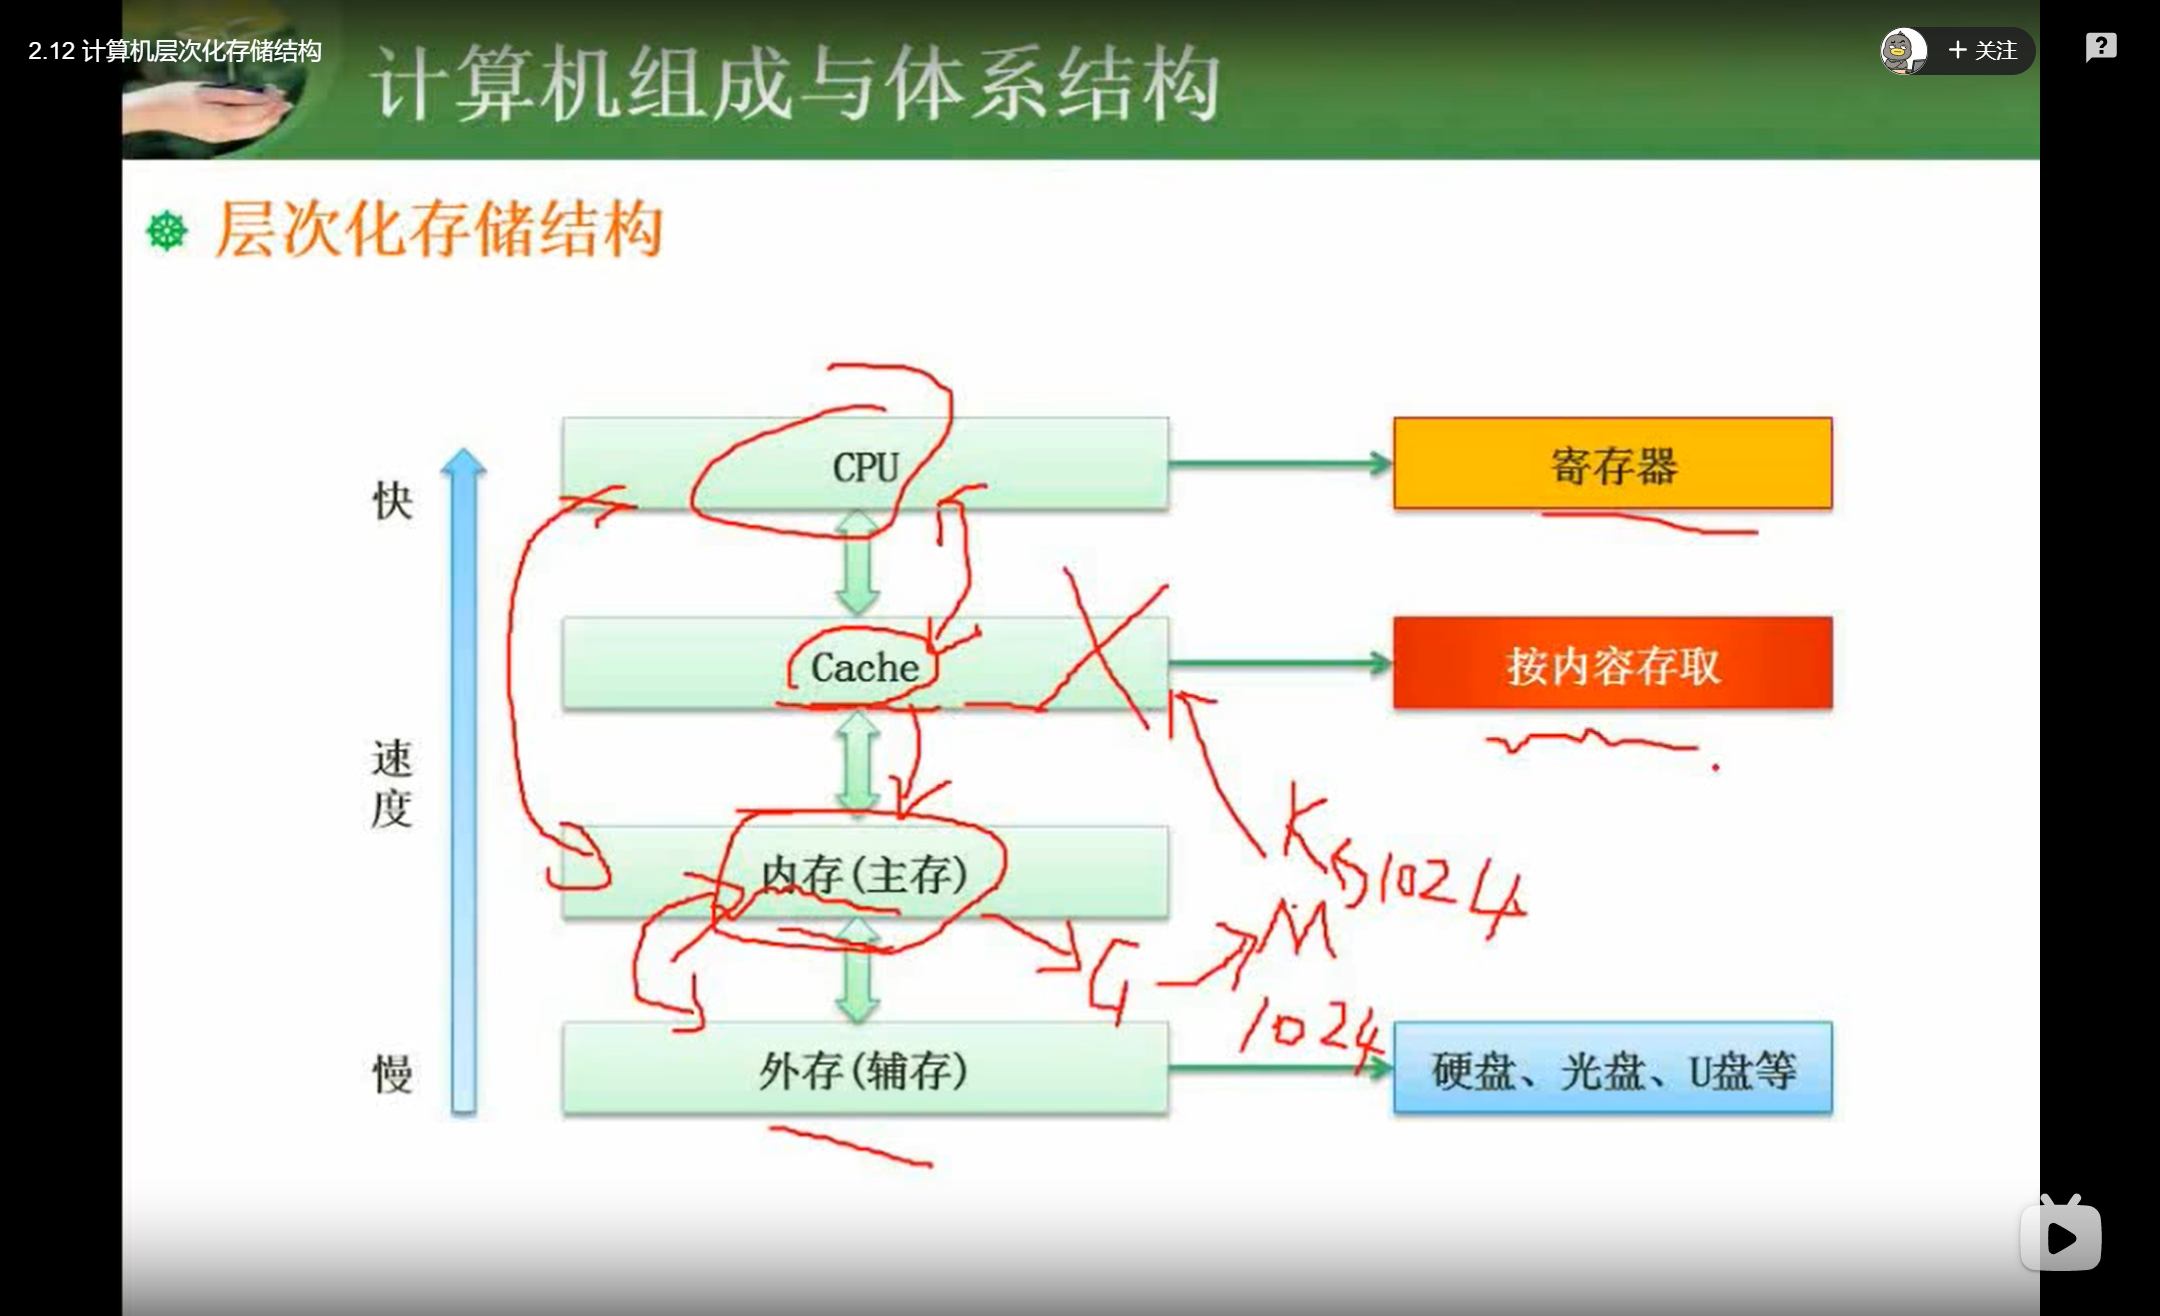 2.12 计算机层次化存储结构
+ 关注
计算机组成与体系结构
层次化存储结构
快
速
度
慢
CPU
寄存器
Cache
按内容存取
内存(主存)
K 1024
M
G
1024
外存(辅存)
硬盘、光盘、U盘等